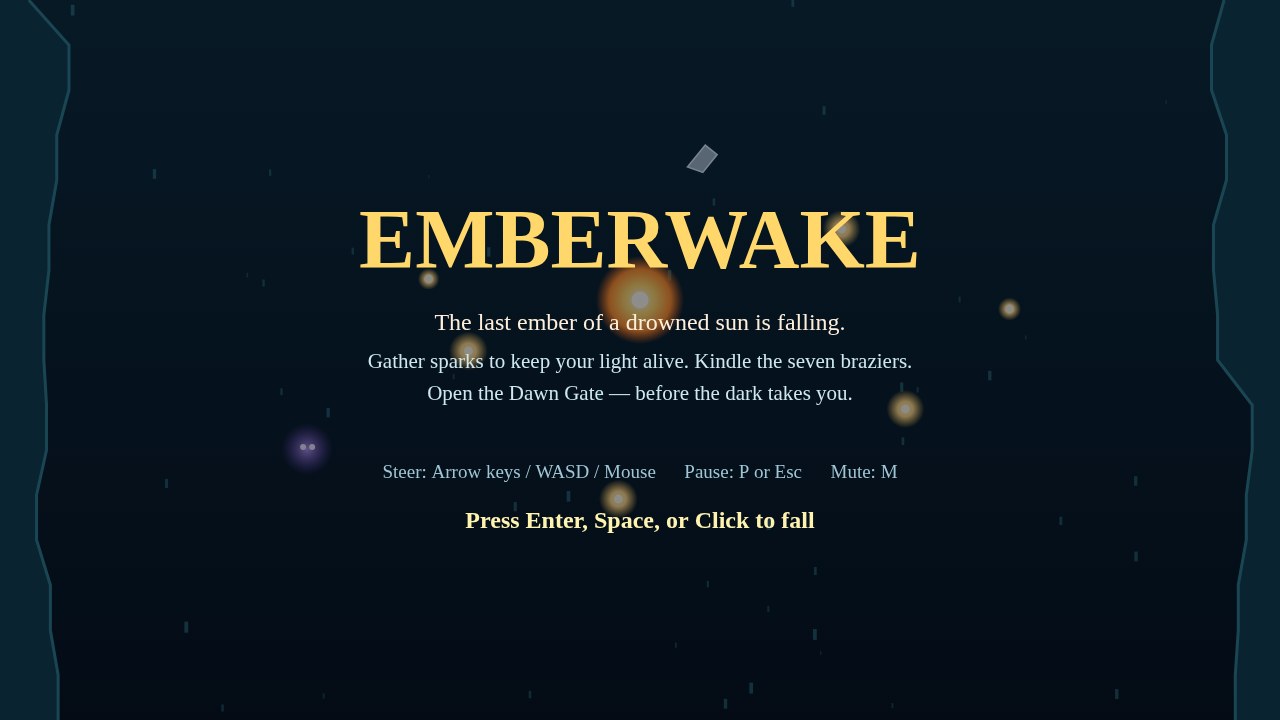 EMBERWAKE
The last ember of a drowned sun is falling.
Gather sparks to keep your light alive. Kindle the seven braziers.
Open the Dawn Gate — before the dark takes you.
Steer: Arrow keys / WASD / Mouse Pause: P or Esc Mute: M
Press Enter, Space, or Click to fall